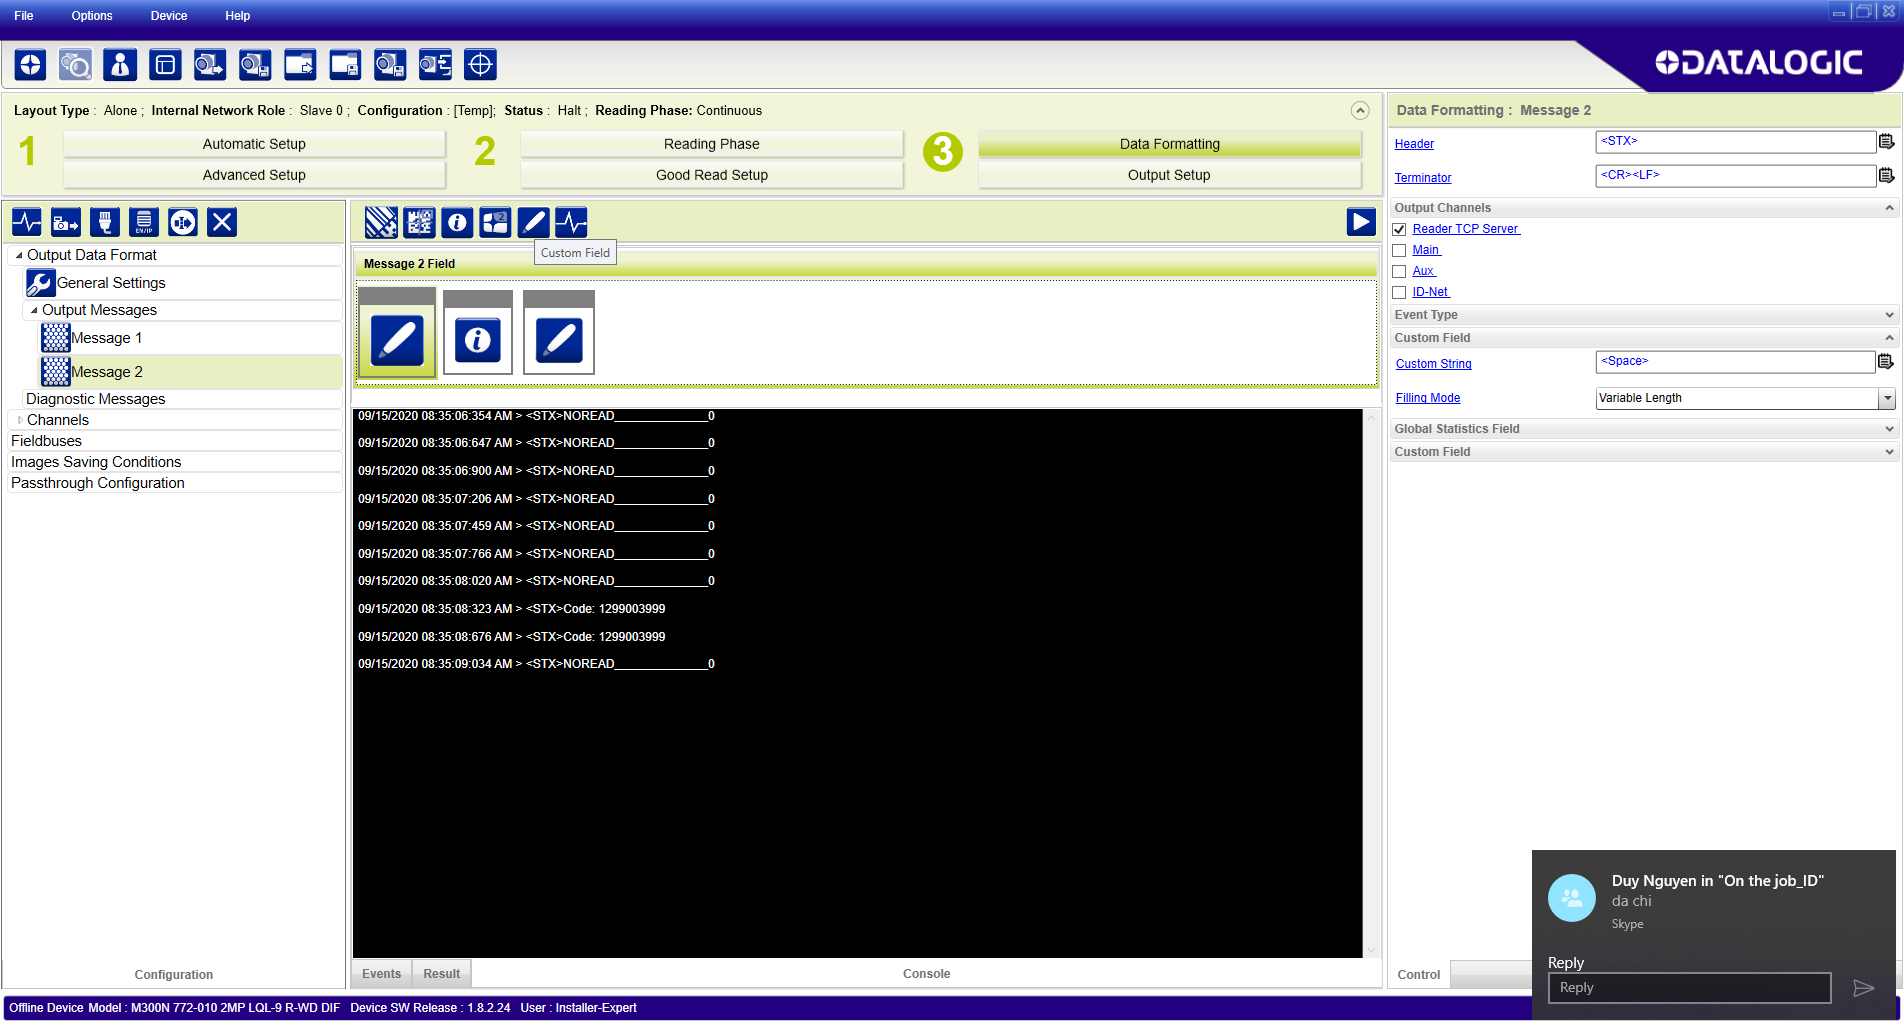 File Options Device Help
DATALOGIC
Layout Type : Alone ; Internal Network Role : Slave 0 ; Configuration : [Temp]; Status : Halt ; Reading Phase: Continuous
1 Automatic Setup 2 Reading Phase 3 Data Formatting
Advanced Setup Good Read Setup Output Setup
EN/IP
Output Data Format
General Settings
Output Messages
Message 1
Message 2
Diagnostic Messages
Channels
Fieldbuses
Images Saving Conditions
Passthrough Configuration
Configuration
Custom Field
Message 2 Field
09/15/2020 08:35:06:354 AM > <STX>NOREAD______________0
09/15/2020 08:35:06:647 AM > <STX>NOREAD______________0
09/15/2020 08:35:06:900 AM > <STX>NOREAD______________0
09/15/2020 08:35:07:206 AM > <STX>NOREAD______________0
09/15/2020 08:35:07:459 AM > <STX>NOREAD______________0
09/15/2020 08:35:07:766 AM > <STX>NOREAD______________0
09/15/2020 08:35:08:020 AM > <STX>NOREAD______________0
09/15/2020 08:35:08:323 AM > <STX>Code: 1299003999
09/15/2020 08:35:08:676 AM > <STX>Code: 1299003999
09/15/2020 08:35:09:034 AM > <STX>NOREAD______________0
Events Result Console
Data Formatting : Message 2
Header <STX>
Terminator <CR><LF>
Output Channels
Reader TCP Server
Main
Aux
ID-Net
Event Type
Custom Field
Custom String <Space>
Filling Mode Variable Length
Global Statistics Field
Custom Field
Control
Duy Nguyen in "On the job_ID"
da chi
Skype
Reply
Reply
Offline Device Model : M300N 772-010 2MP LQL-9 R-WD DIF Device SW Release : 1.8.2.24 User : Installer-Expert